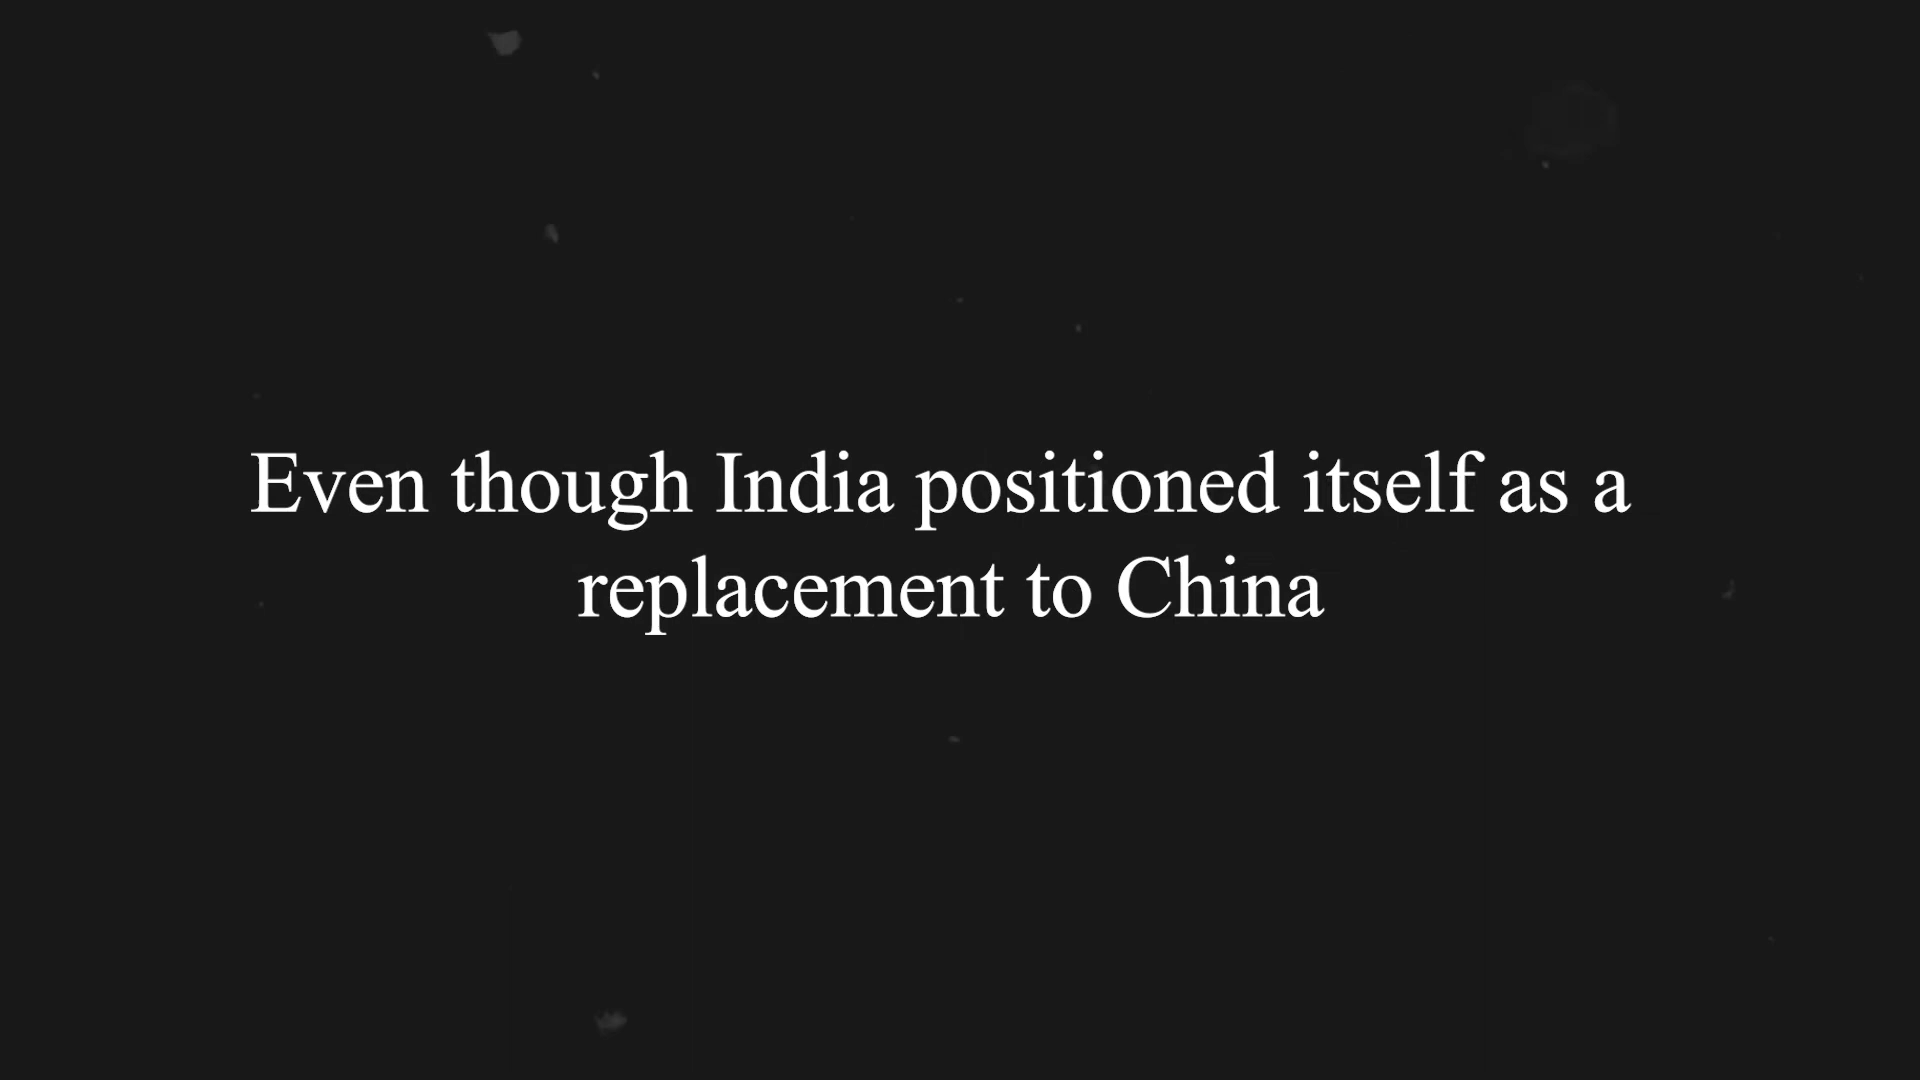 Even though India positioned itself as a
replacement to China